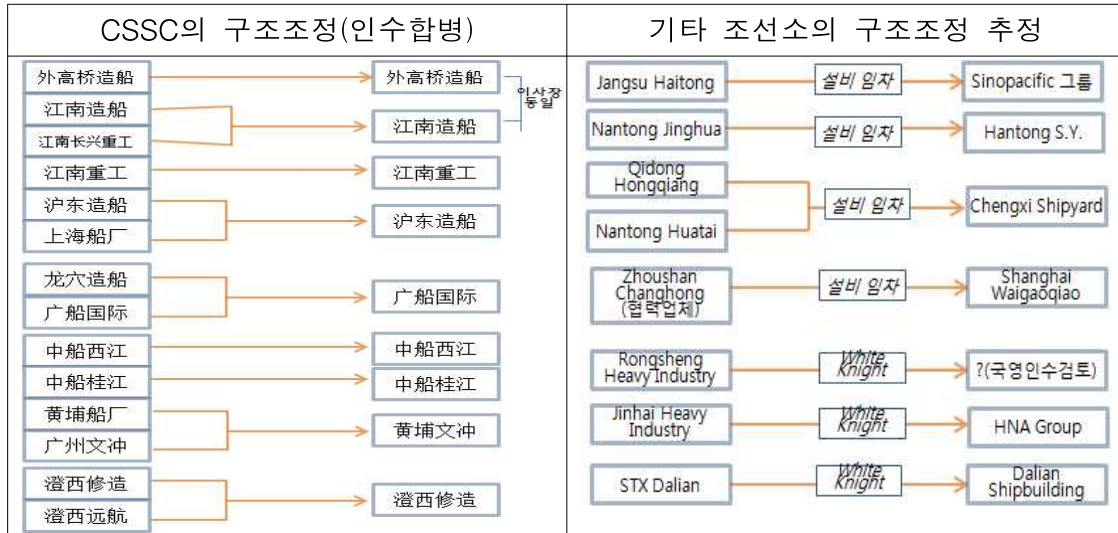 CSSC의 구조조정(인수합병)
外高桥造船
外高桥造船
이사장
동일
江南造船
江南长兴重工
江南造船
江南重工
江南重工
沪东造船
上海船厂
沪东造船
龙穴造船
广船国际
广船国际
中船西江
中船西江
中船桂江
中船桂江
黄埔船厂
广州文冲
黄埔文冲
澄西修造
澄西远航
澄西修造
기타 조선소의 구조조정 추정
Jangsu Haitong
설비 임차
Sinopacific 그룹
Nantong Jinghua
설비 임차
Hantong S.Y.
Qidong
Hongqiang
Nantong Huatai
설비 임차
Chengxi Shipyard
Zhoushan
Changhong
(협력업체)
설비 임차
Shanghai
Waigaoqiao
Rongsheng
Heavy Industry
White
Knight
?(국영인수검토)
Jinhai Heavy
Industry
White
Knight
HNA Group
STX Dalian
White
Knight
Dalian
Shipbuilding